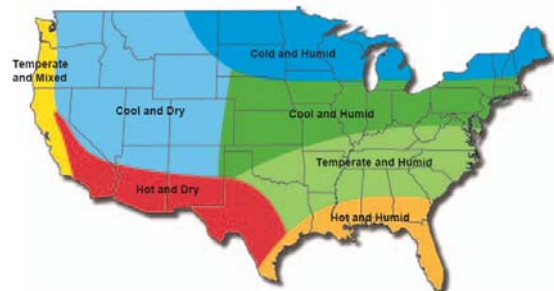 Cold and Humid
Temperate
and Mixed
Cool and Dry
Cool and Humid
Temperate and Humid
Hot and Dry
Hot and Humid